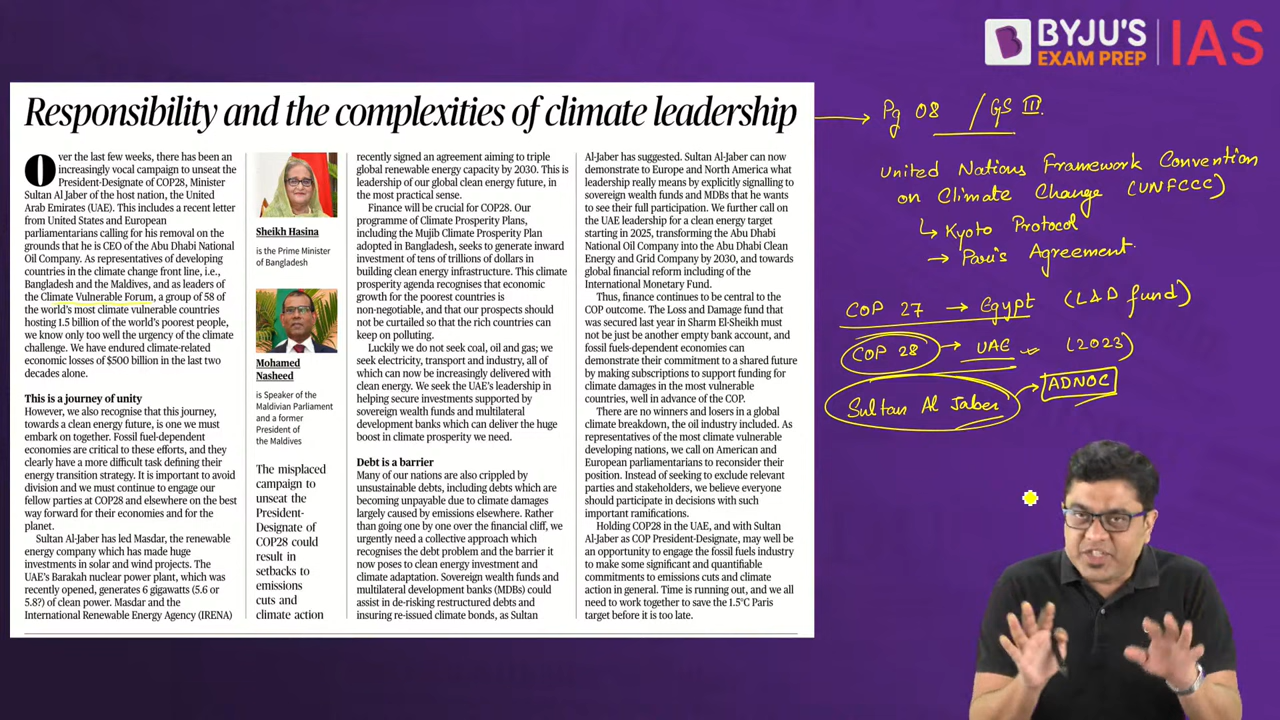 BYJU'S
EXAM PREP
IAS
Responsibility and the complexities of climate leadership
Over the last few weeks, there has been an
increasingly vocal campaign to unseat the
President-Designate of COP28, Minister
Sultan Al-Jaber of the host nation, the United
Arab Emirates (UAE). This includes a recent letter
from United States and European
parliamentarians calling for his removal on the
grounds that he is CEO of the Abu Dhabi National
Oil Company. As representatives of developing
countries in the climate change front line, i.e.,
Bangladesh and the Maldives, and as leaders of
the Climate Vulnerable Forum, a group of 58 of
the world's most climate vulnerable countries
hosting 1.5 billion of the world's poorest people,
we know only too well the urgency of the climate
challenge. We have endured climate-related
economic losses of $500 billion in the last two
decades alone.
This is a journey of unity
However, we also recognise that this journey,
towards a clean energy future, is one we must
embark on together. Fossil fuel-dependent
economies are critical to these efforts, and they
clearly have a more difficult task defining their
energy transition strategy. It is important to avoid
division and we must continue to engage our
fellow parties at COP28 and elsewhere on the best
way forward for their economies and for the
planet.
Sultan Al-Jaber has led Masdar, the renewable
energy company which has made huge
investments in solar and wind projects. The
UAE's Barakah nuclear power plant, which was
recently opened, generates 6 gigawatts (5.6 or
5.8?) of clean power. Masdar and the
International Renewable Energy Agency (IRENA)
Sheikh Hasina
is the Prime Minister
of Bangladesh
Mohamed
Nasheed
is Speaker of the
Maldivian Parliament
and a former
President of
the Maldives
The misplaced
campaign to
unseat the
President-
Designate of
COP28 could
result in
setbacks to
emissions
cuts and
climate action
recently signed an agreement aiming to triple
global renewable energy capacity by 2030. This is
leadership of our global clean energy future, in
the most practical sense.
Finance will be crucial for COP28. Our
programme of Climate Prosperity Plans,
including the Mujib Climate Prosperity Plan
adopted in Bangladesh, seeks to generate inward
investment of tens of trillions of dollars in
building clean energy infrastructure. This climate
prosperity agenda recognises that economic
growth for the poorest countries is
non-negotiable, and that our prospects should
not be curtailed so that the rich countries can
keep on polluting.
Luckily we do not seek coal, oil and gas; we
seek electricity, transport and industry, all of
which can now be increasingly delivered with
clean energy. We seek the UAE's leadership in
helping secure investments supported by
sovereign wealth funds and multilateral
development banks which can deliver the huge
boost in climate prosperity we need.
Debt is a barrier
Many of our nations are also crippled by
unsustainable debts, including debts which are
becoming unpayable due to climate damages
largely caused by emissions elsewhere. Rather
than going one by one over the financial cliff, we
urgently need a collective approach which
recognises the debt problem and the barrier it
now poses to clean energy investment and
climate adaptation. Sovereign wealth funds and
multilateral development banks (MDBs) could
assist in de-risking restructured debts and
insuring re-issued climate bonds, as Sultan
Al-Jaber has suggested. Sultan Al-Jaber can now
demonstrate to Europe and North America what
leadership really means by explicitly signalling to
sovereign wealth funds and MDBs that he wants
to see their full participation. We further call on
the UAE leadership for a clean energy target
starting in 2025, transforming the Abu Dhabi
National Oil Company into the Abu Dhabi Clean
Energy and Grid Company by 2030, and towards
global financial reform including of the
International Monetary Fund.
Thus, finance continues to be central to the
COP outcome. The Loss and Damage fund that
was secured last year in Sharm El-Sheikh must
not be just another empty bank account, and
fossil fuels-dependent economies can
demonstrate their commitment to a shared future
by making subscriptions to support funding for
climate damages in the most vulnerable
countries, well in advance of the COP.
There are no winners and losers in a global
climate breakdown, the oil industry included. As
representatives of the most climate vulnerable
developing nations, we call on American and
European parliamentarians to reconsider their
position. Instead of seeking to exclude relevant
parties and stakeholders, we believe everyone
should participate in decisions with such
important ramifications.
Holding COP28 in the UAE, and with Sultan
Al-Jaber as COP President-Designate, may well be
an opportunity to engage the fossil fuels industry
to make some significant and quantifiable
commitments to emissions cuts and climate
action in general. Time is running out, and we all
need to work together to save the 1.5°C Paris
target before it is too late.
Pg 08 / GS III.
United Nations Framework Convention
on Climate Change (UNFCCC)
↳ Kyoto Protocol
→ Paris Agreement.
COP 27 → Egypt (L&D fund)
COP 28 → UAE (2023)
Sultan Al Jaber → ADNOC